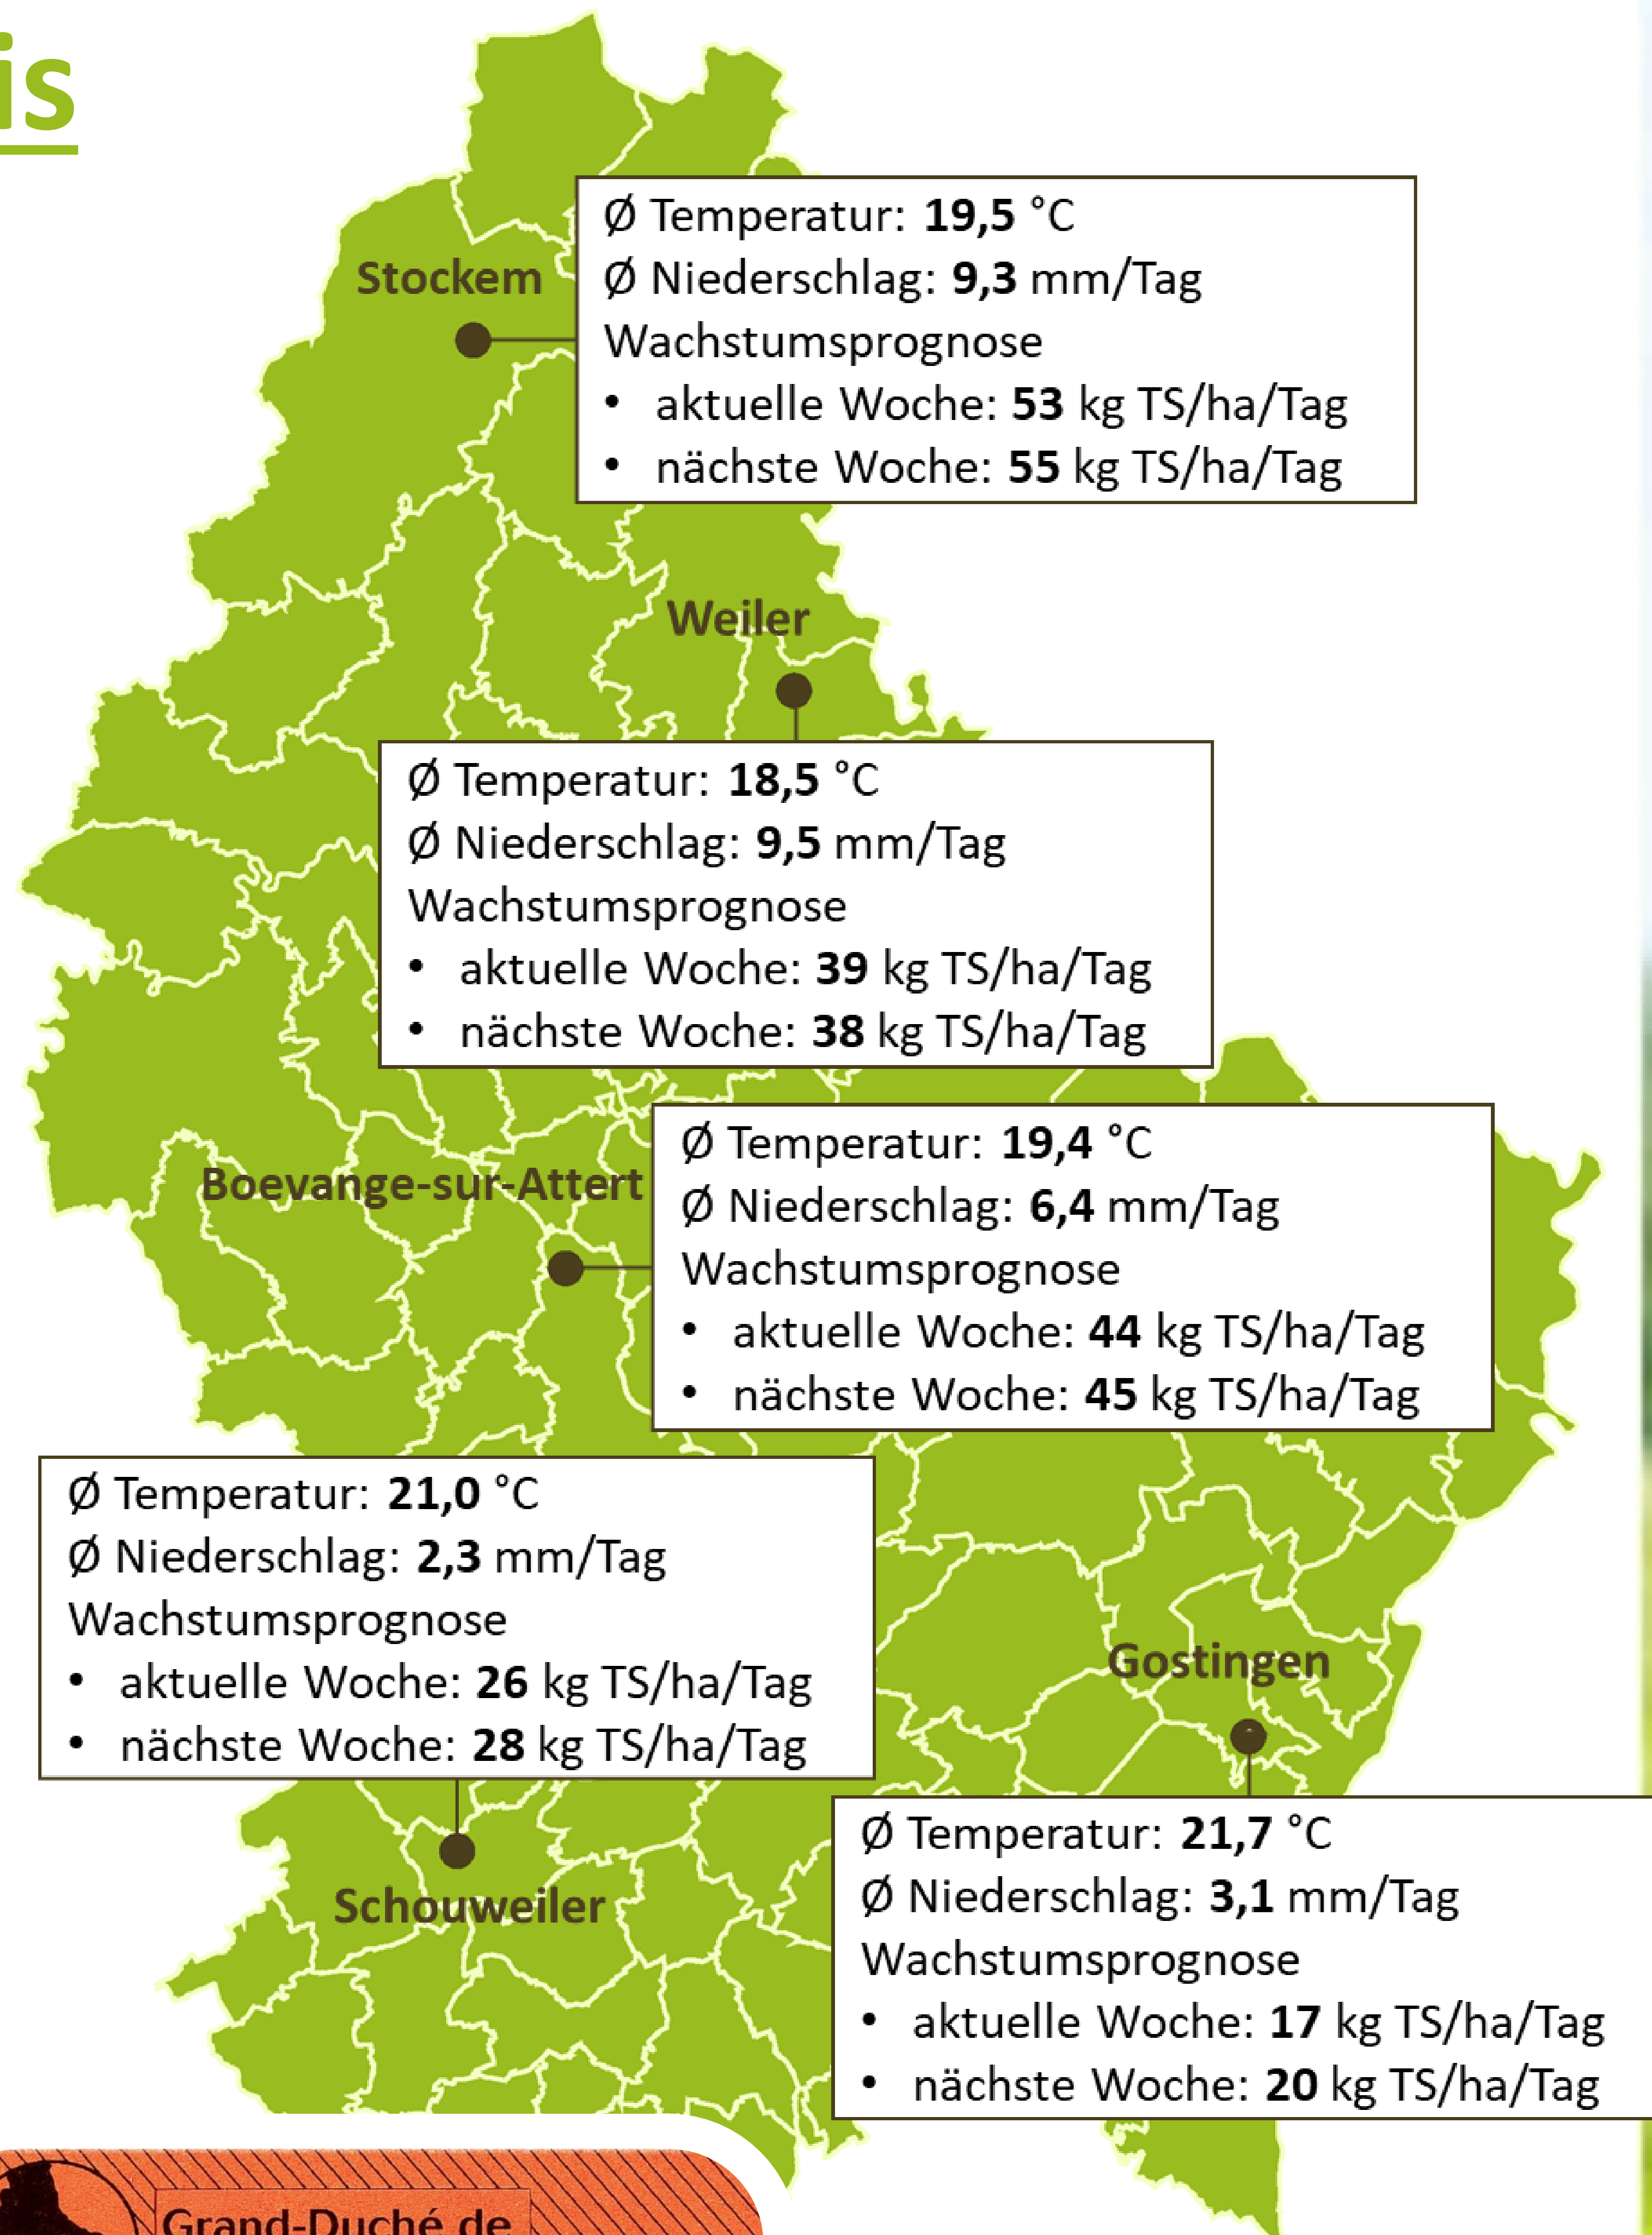 is
Stockem
Ø Temperatur: 19,5 °C
Ø Niederschlag: 9,3 mm/Tag
Wachstumsprognose
• aktuelle Woche: 53 kg TS/ha/Tag
• nächste Woche: 55 kg TS/ha/Tag
Weiler
Ø Temperatur: 18,5 °C
Ø Niederschlag: 9,5 mm/Tag
Wachstumsprognose
• aktuelle Woche: 39 kg TS/ha/Tag
• nächste Woche: 38 kg TS/ha/Tag
Boevange-sur-Attert
Ø Temperatur: 19,4 °C
Ø Niederschlag: 6,4 mm/Tag
Wachstumsprognose
• aktuelle Woche: 44 kg TS/ha/Tag
• nächste Woche: 45 kg TS/ha/Tag
Ø Temperatur: 21,0 °C
Ø Niederschlag: 2,3 mm/Tag
Wachstumsprognose
• aktuelle Woche: 26 kg TS/ha/Tag
• nächste Woche: 28 kg TS/ha/Tag
Schouweiler
Gostingen
Ø Temperatur: 21,7 °C
Ø Niederschlag: 3,1 mm/Tag
Wachstumsprognose
• aktuelle Woche: 17 kg TS/ha/Tag
• nächste Woche: 20 kg TS/ha/Tag
Grand-Duché de